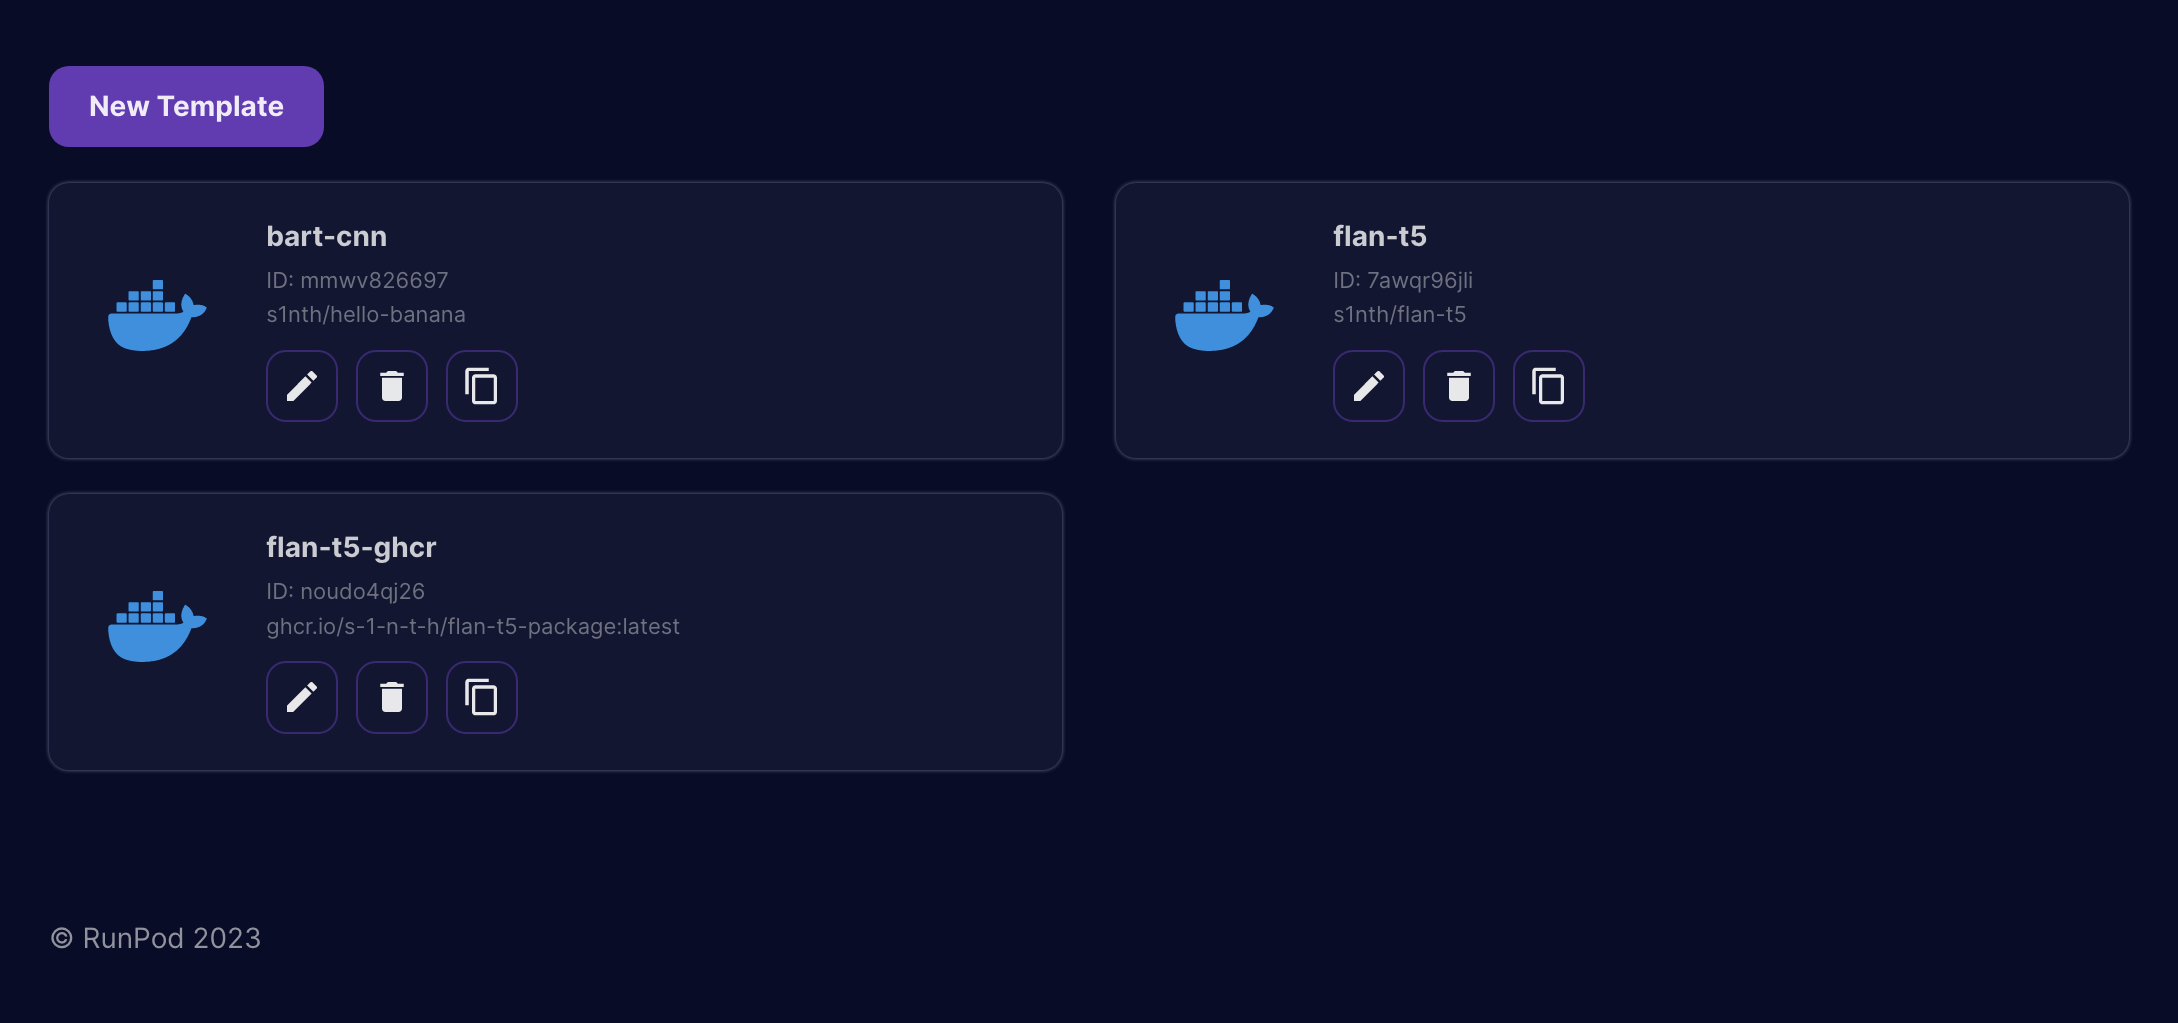 New Template
bart-cnn
ID: mmwv826697
s1nth/hello-banana
flan-t5
ID: 7awqr96jli
s1nth/flan-t5
flan-t5-ghcr
ID: noudo4qj26
ghcr.io/s-1-n-t-h/flan-t5-package:latest
© RunPod 2023